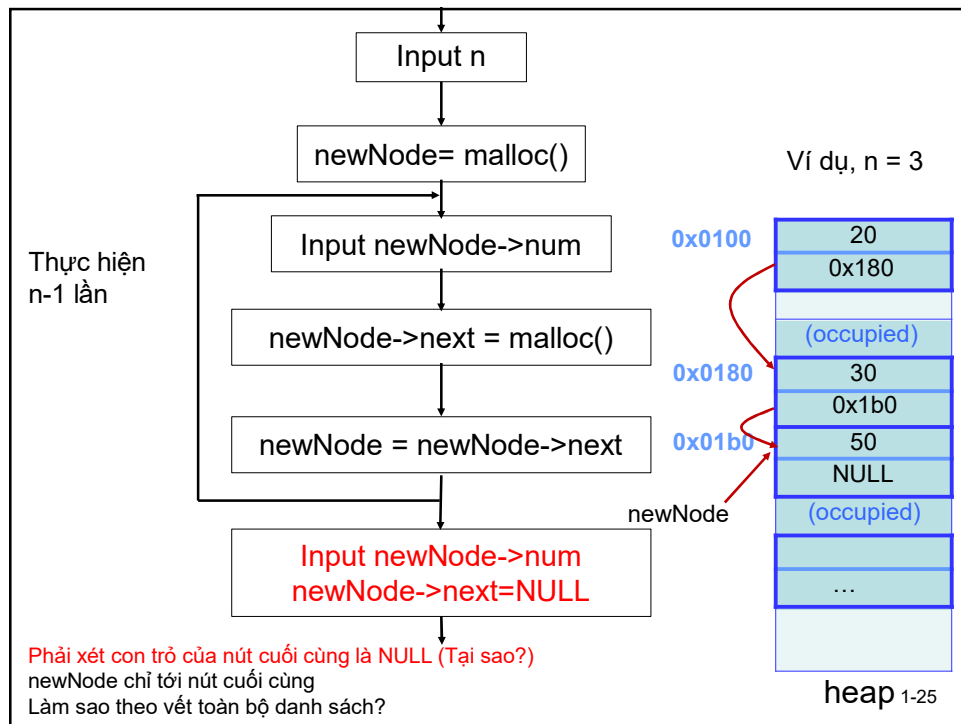 Input n
newNode= malloc()
Ví dụ, n = 3
Input newNode->num
Thực hiện
n-1 lần
newNode->next = malloc()
newNode = newNode->next
Input newNode->num
newNode->next=NULL
0x0100
20
0x180
(occupied)
0x0180
30
0x1b0
0x01b0
50
NULL
newNode
(occupied)
...
Phải xét con trỏ của nút cuối cùng là NULL (Tại sao?)
newNode chỉ tới nút cuối cùng
Làm sao theo vết toàn bộ danh sách?
heap 1-25